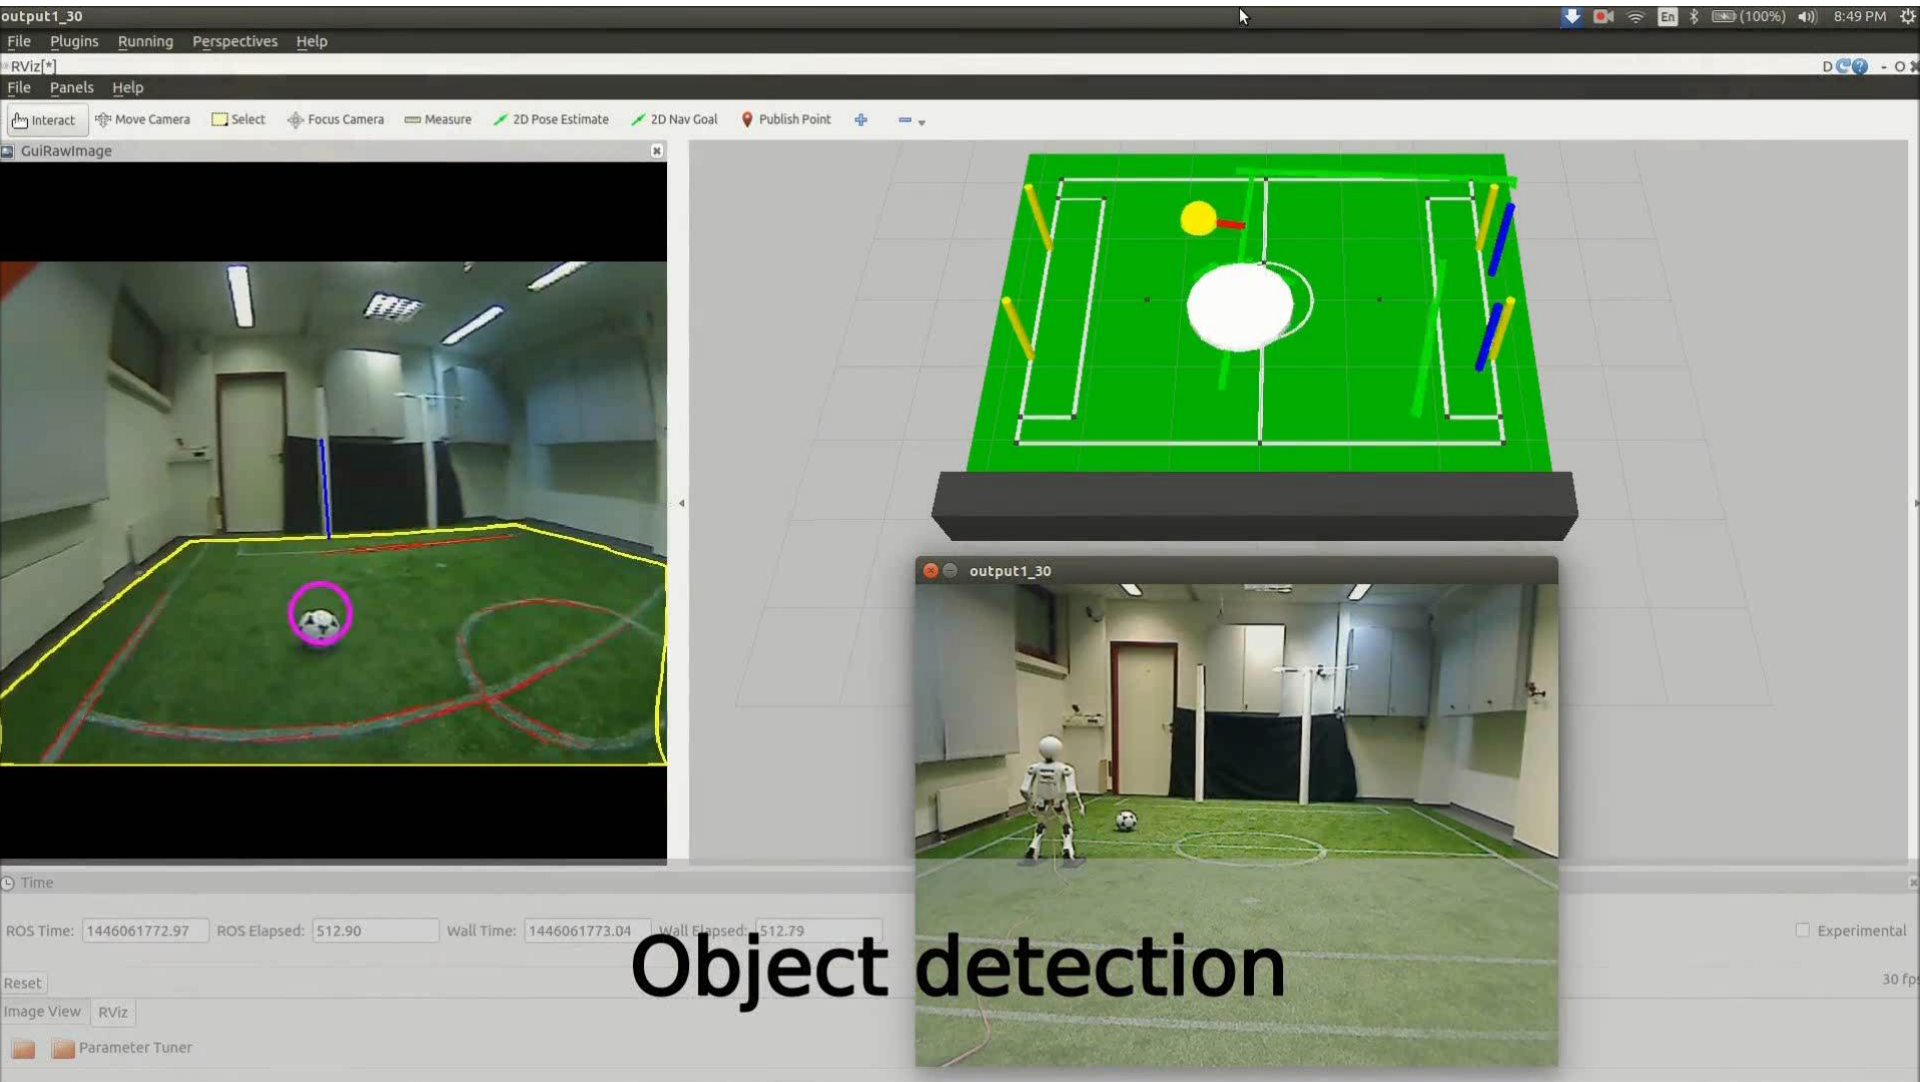 output1_30
En (100%) 8:49 PM
File Plugins Running Perspectives Help
RViz[*]
D - O
File Panels Help
Interact Move Camera Select Focus Camera Measure 2D Pose Estimate 2D Nav Goal Publish Point
GuiRawImage
output1_30
Time
ROS Time: 1446061772.97 ROS Elapsed: 512.90 Wall Time: 1446061773.04 Wall Elapsed: 512.79 Experimental
Object detection
Reset
30 fps
Image View RViz
Parameter Tuner